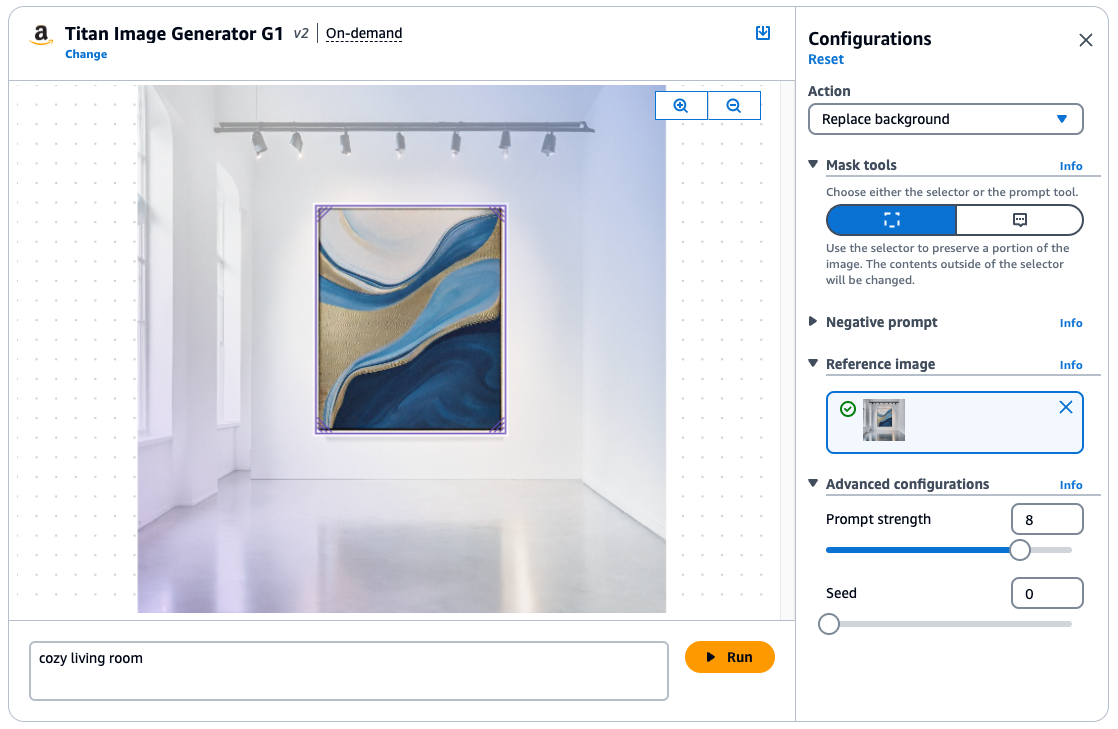 a
Titan Image Generator G1 v2 On-demand
Change
Configurations
Reset
Action
Replace background
Mask tools
Info
Choose either the selector or the prompt tool.
Use the selector to preserve a portion of the
image. The contents outside of the selector
will be changed.
Negative prompt
Info
Reference image
Info
Advanced configurations
Info
Prompt strength
8
Seed
0
cozy living room
Run